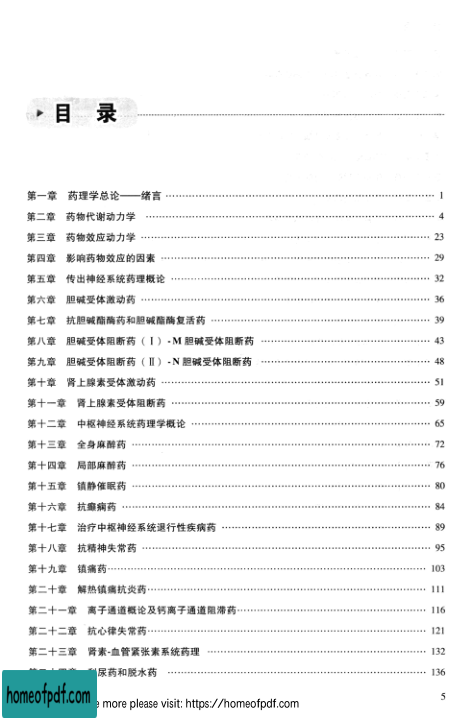 目 录
第一章 药理学总论——绪言 1
第二章 药物代谢动力学 4
第三章 药物效应动力学 23
第四章 影响药物效应的因素 29
第五章 传出神经系统药理概论 32
第六章 胆碱受体激动药 36
第七章 抗胆碱酯酶药和胆碱酯酶复活药 39
第八章 胆碱受体阻断药(Ⅰ)-M胆碱受体阻断药 43
第九章 胆碱受体阻断药(Ⅱ)-N胆碱受体阻断药 48
第十章 肾上腺素受体激动药 51
第十一章 肾上腺素受体阻断药 59
第十二章 中枢神经系统药理学概论 65
第十三章 全身麻醉药 72
第十四章 局部麻醉药 76
第十五章 镇静催眠药 80
第十六章 抗癫痫药 84
第十七章 治疗中枢神经系统退行性疾病药 89
第十八章 抗精神失常药 95
第十九章 镇痛药 103
第二十章 解热镇痛抗炎药 111
第二十一章 离子通道概论及钙离子通道阻滞药 116
第二十二章 抗心律失常药 121
第二十三章 肾素-血管紧张素系统药理 132
利尿药和脱水药 136
5
homeofpdf.com
more please visit: https://homeofpdf.com